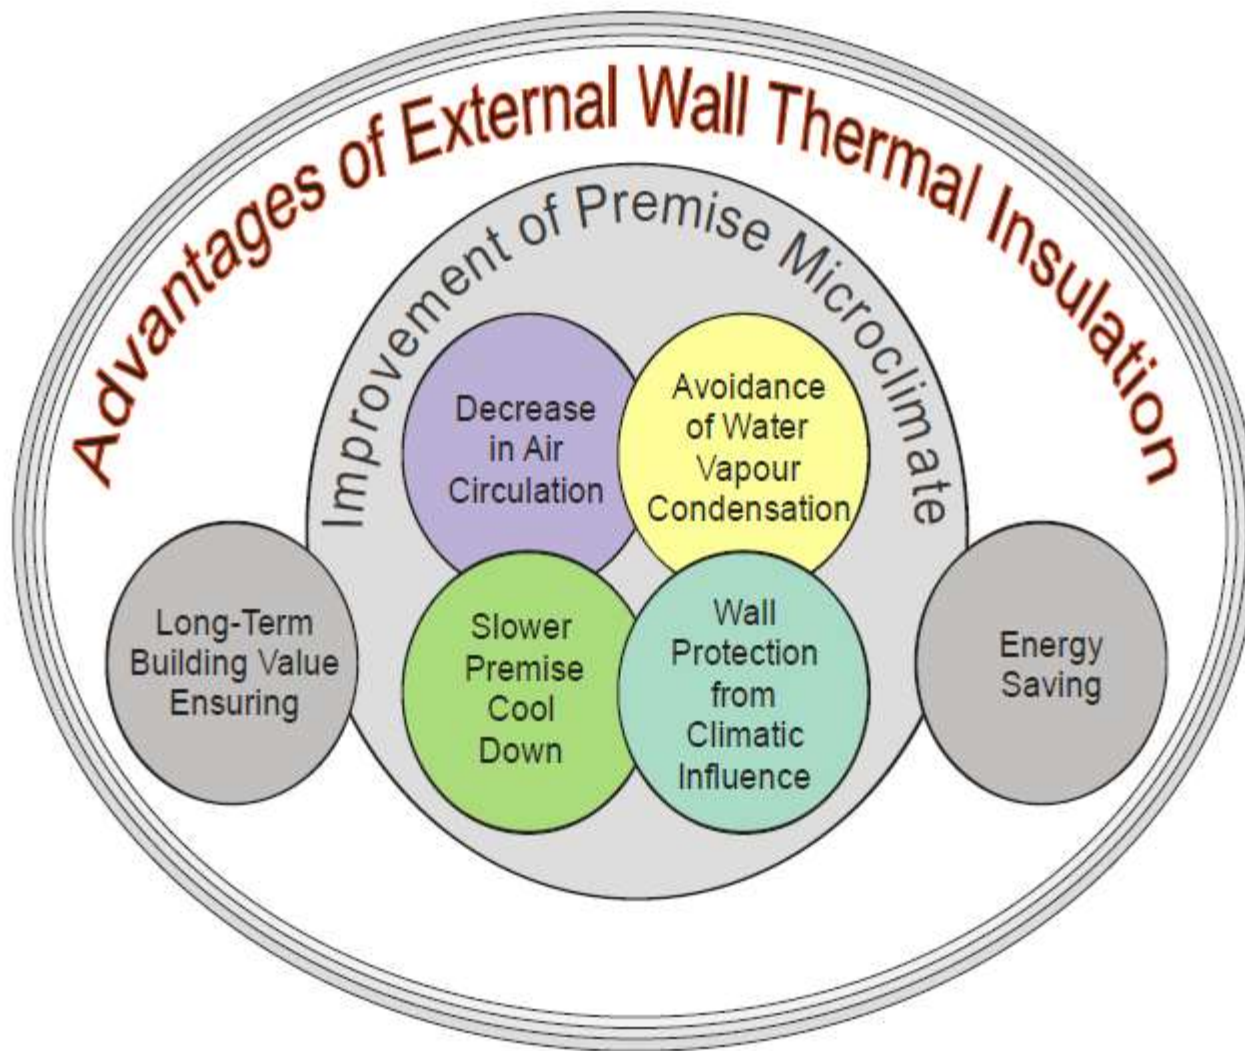 Advantages of External Wall Thermal Insulation
Improvement of Premise Microclimate
Decrease
in Air
Circulation
Avoidance
of Water
Vapour
Condensation
Long-Term
Building Value
Ensuring
Slower
Premise
Cool
Down
Wall
Protection
from
Climatic
Influence
Energy
Saving